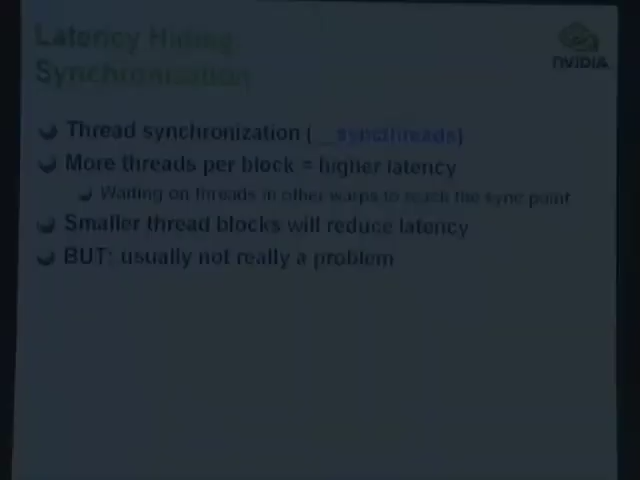 Latency Hiding
Synchronization
NVIDIA
Thread synchronization (__syncthreads)
More threads per block = higher latency
Waiting on threads in other warps to reach the sync point
Smaller thread blocks will reduce latency
BUT: usually not really a problem